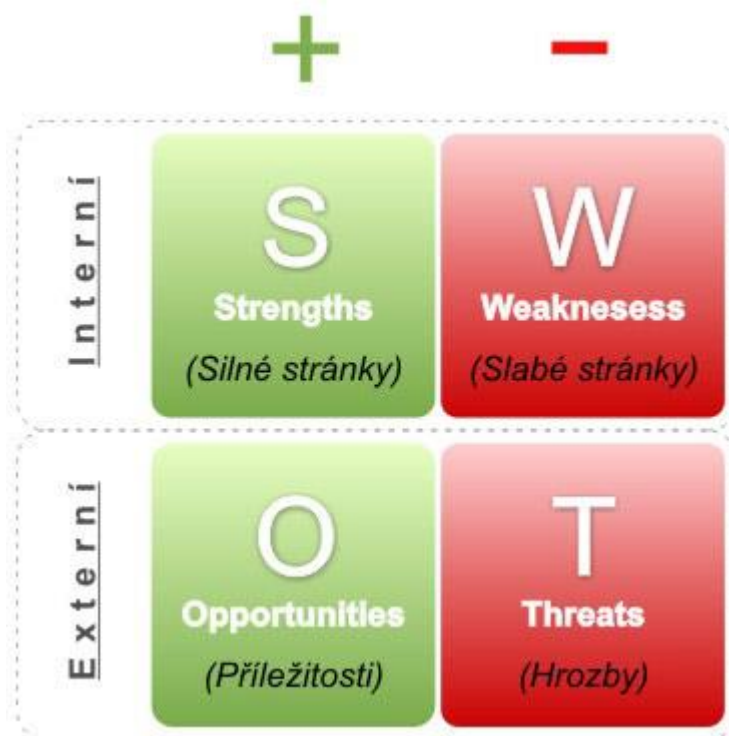 + −
Interní
S
Strengths
(Silné stránky)
W
Weaknesess
(Slabé stránky)
Externí
O
Opportunities
(Příležitosti)
T
Threats
(Hrozby)